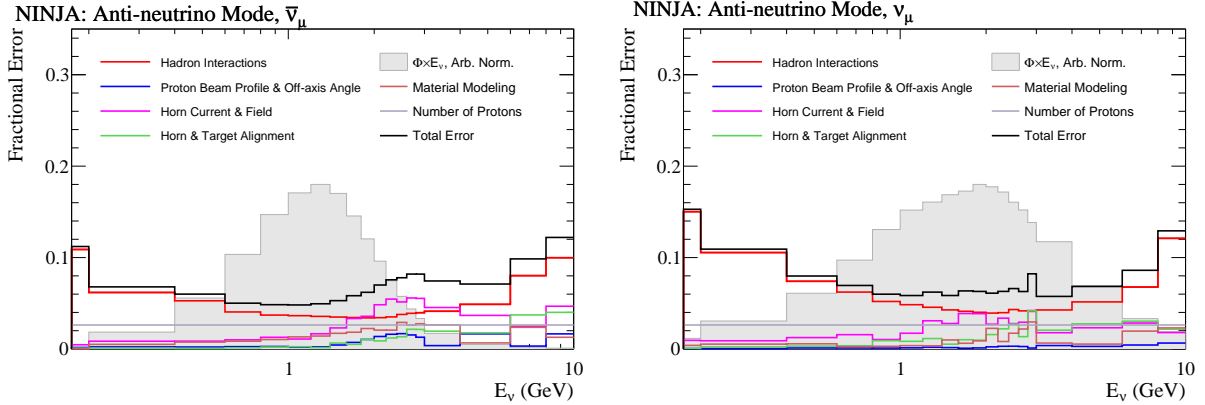 NINJA: Anti-neutrino Mode, ν̄μ
Fractional Error
0.3
0.2
0.1
0
Hadron Interactions
Proton Beam Profile & Off-axis Angle
Horn Current & Field
Horn & Target Alignment
Φ×Eν, Arb. Norm.
Material Modeling
Number of Protons
Total Error
1
10
Eν (GeV)
NINJA: Anti-neutrino Mode, νμ
Fractional Error
0.3
0.2
0.1
0
Hadron Interactions
Proton Beam Profile & Off-axis Angle
Horn Current & Field
Horn & Target Alignment
Φ×Eν, Arb. Norm.
Material Modeling
Number of Protons
Total Error
1
10
Eν (GeV)